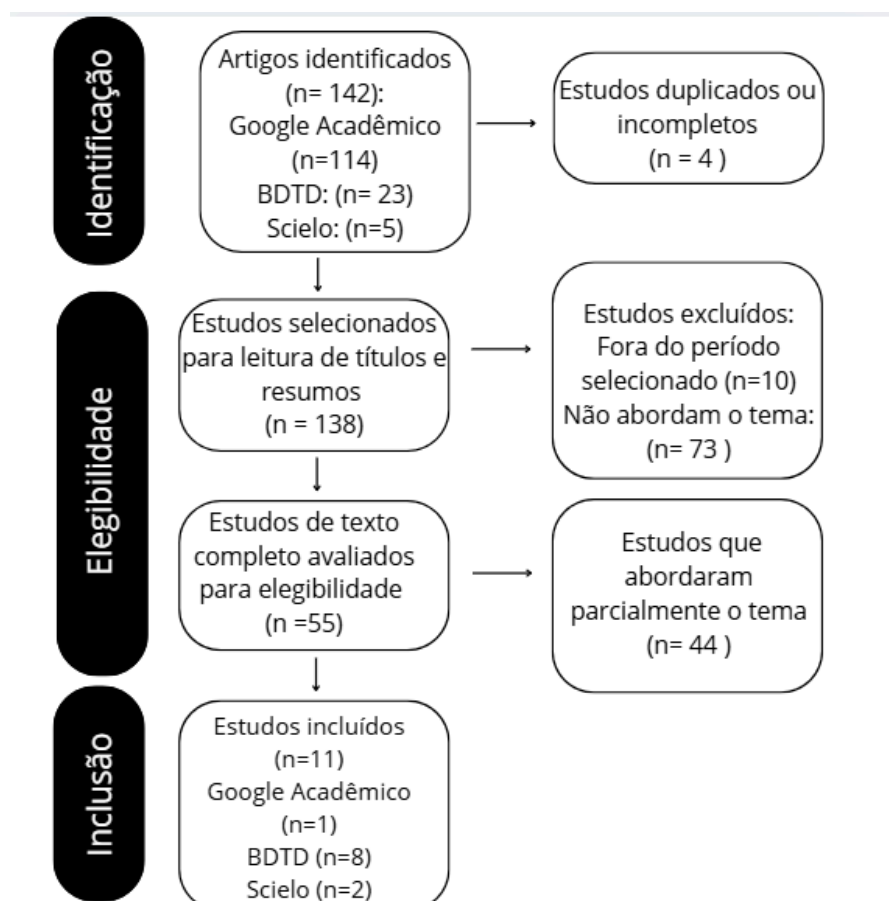 Identificação
Artigos identificados
(n= 142):
Google Acadêmico
(n=114)
BDTD: (n= 23)
Scielo: (n=5)
Estudos duplicados ou
incompletos
(n = 4 )
Elegibilidade
Estudos selecionados
para leitura de títulos e
resumos
(n = 138)
Estudos excluídos:
Fora do período
selecionado (n=10)
Não abordam o tema:
(n= 73 )
Estudos de texto
completo avaliados
para elegibilidade
(n =55)
Estudos que
abordaram
parcialmente o tema
(n= 44 )
Inclusão
Estudos incluídos
(n=11)
Google Acadêmico
(n=1)
BDTD (n=8)
Scielo (n=2)